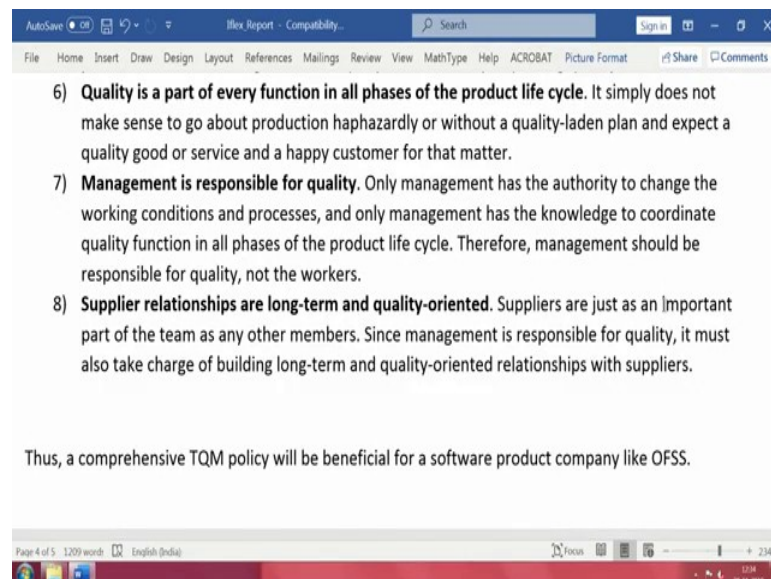 AutoSave Off Iflex_Report - Compatibility... Search Sign in
File Home Insert Draw Design Layout References Mailings Review View MathType Help ACROBAT Picture Format Share Comments
6) Quality is a part of every function in all phases of the product life cycle. It simply does not
make sense to go about production haphazardly or without a quality-laden plan and expect a
quality good or service and a happy customer for that matter.
7) Management is responsible for quality. Only management has the authority to change the
working conditions and processes, and only management has the knowledge to coordinate
quality function in all phases of the product life cycle. Therefore, management should be
responsible for quality, not the workers.
8) Supplier relationships are long-term and quality-oriented. Suppliers are just as an important
part of the team as any other members. Since management is responsible for quality, it must
also take charge of building long-term and quality-oriented relationships with suppliers.
Thus, a comprehensive TQM policy will be beneficial for a software product company like OFSS.
Page 4 of 5 1209 words English (India) Focus 234
12:34